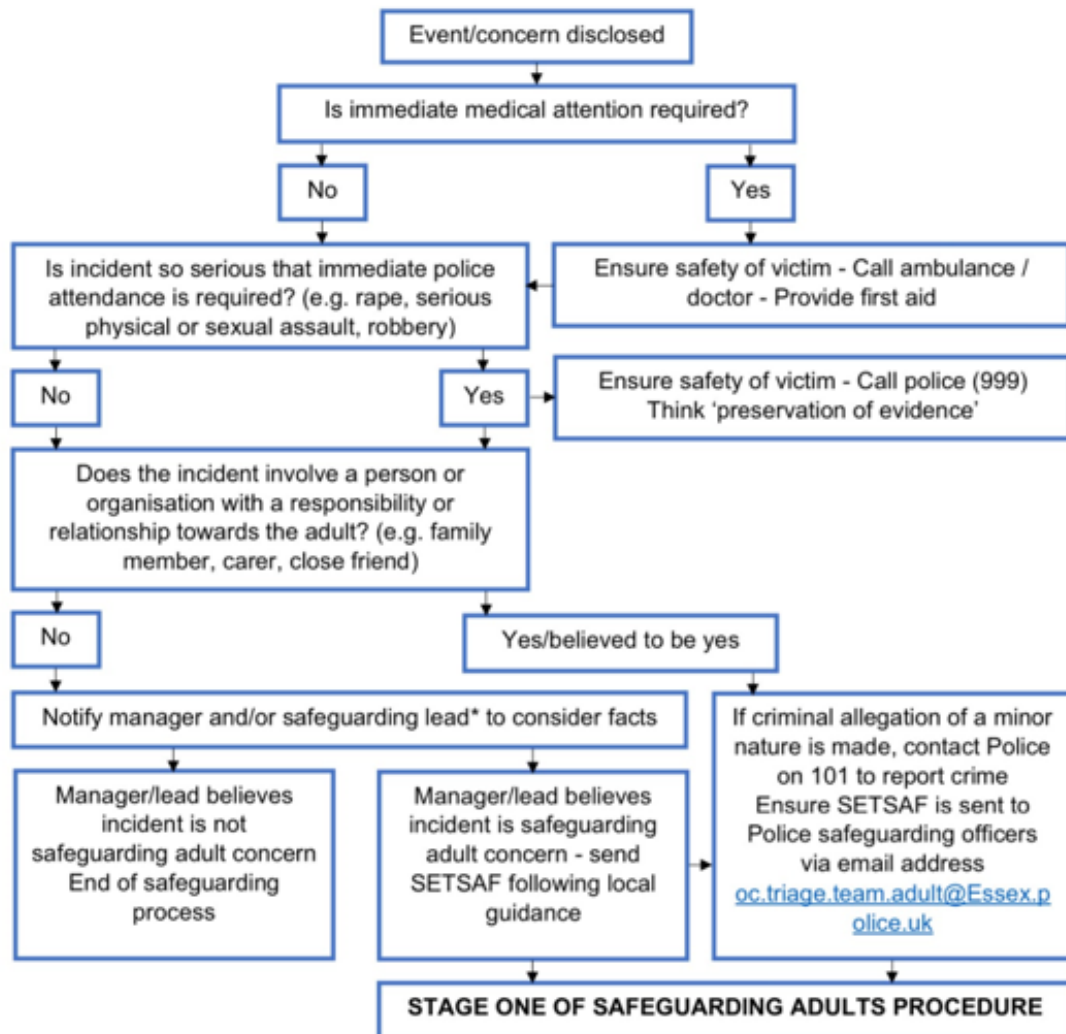 Event/concern disclosed
Is immediate medical attention required?
No
Yes
Is incident so serious that immediate police
attendance is required? (e.g. rape, serious
physical or sexual assault, robbery)
Ensure safety of victim - Call ambulance /
doctor - Provide first aid
No
Yes
Ensure safety of victim - Call police (999)
Think ‘preservation of evidence’
Does the incident involve a person or
organisation with a responsibility or
relationship towards the adult? (e.g. family
member, carer, close friend)
No
Yes/believed to be yes
Notify manager and/or safeguarding lead* to consider facts
Manager/lead believes
incident is not
safeguarding adult concern
End of safeguarding
process
Manager/lead believes
incident is safeguarding
adult concern - send
SETSAF following local
guidance
If criminal allegation of a minor
nature is made, contact Police
on 101 to report crime
Ensure SETSAF is sent to
Police safeguarding officers
via email address
oc.triage.team.adult@Essex.p
olice.uk
STAGE ONE OF SAFEGUARDING ADULTS PROCEDURE